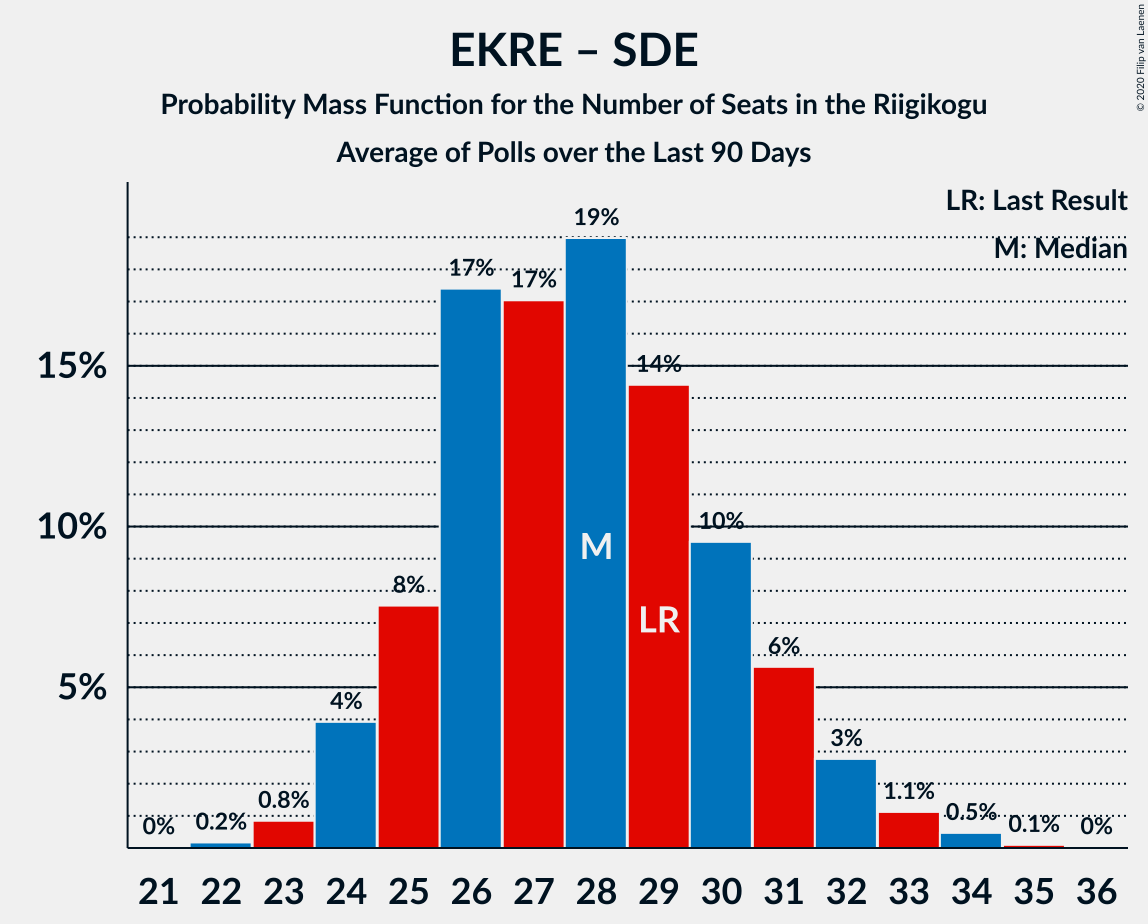 EKRE – SDE
Probability Mass Function for the Number of Seats in the Riigikogu
Average of Polls over the Last 90 Days
© 2020 Filip van Laenen
LR: Last Result
M: Median
15%
10%
5%
0%
0.2%
0.8%
4%
8%
17%
17%
19%
14%
10%
6%
3%
1.1%
0.5%
0.1%
0%
M
LR
21 22 23 24 25 26 27 28 29 30 31 32 33 34 35 36